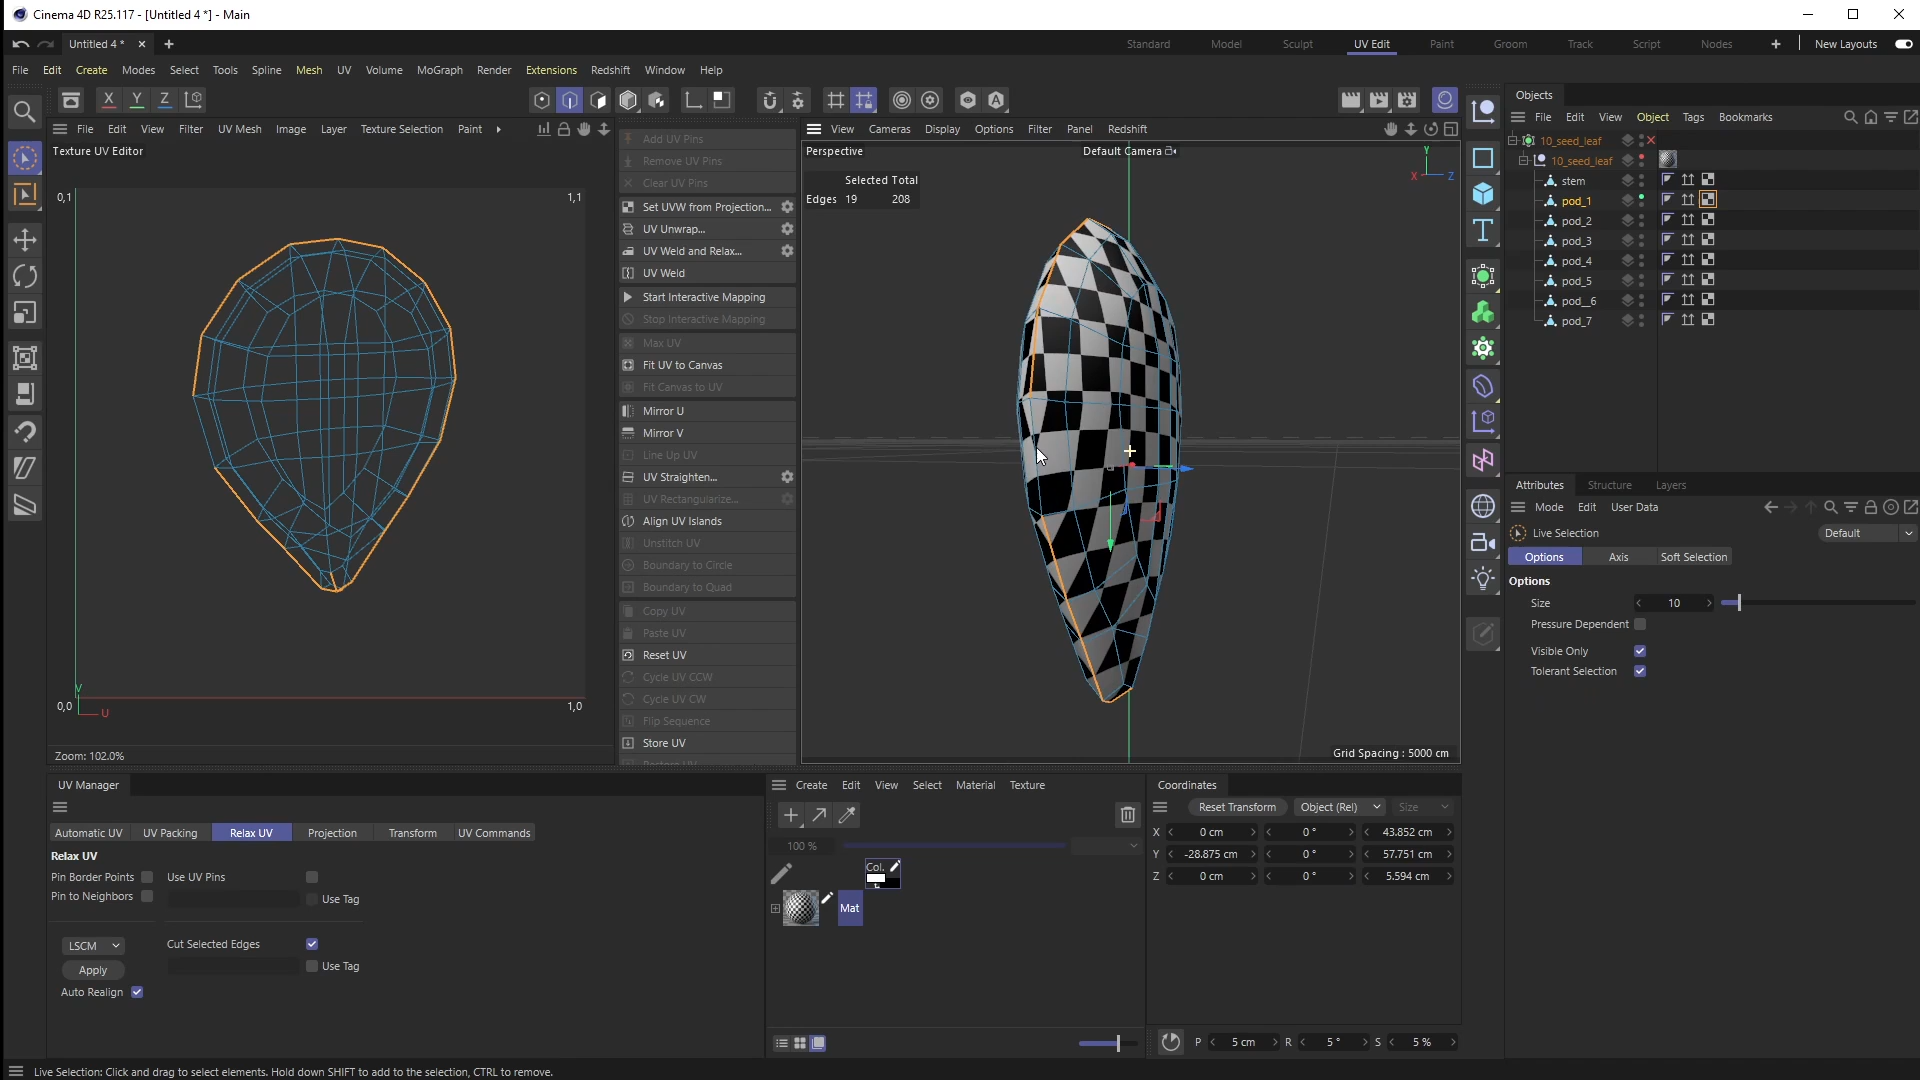 Cinema 4D R25.117 - [Untitled 4 *] - Main
Untitled 4 *
Standard Model Sculpt UV Edit Paint Groom Track Script Nodes New Layouts
File Edit Create Modes Select Tools Spline Mesh UV Volume MoGraph Render Extensions Redshift Window Help
X Y Z
File Edit View Filter UV Mesh Image Layer Texture Selection Paint
Texture UV Editor
0,1 1,1
0,0 1,0
V
U
Zoom: 102.0%
Add UV Pins
Remove UV Pins
Clear UV Pins
Set UVW from Projection...
UV Unwrap...
UV Weld and Relax...
UV Weld
Start Interactive Mapping
Stop Interactive Mapping
Max UV
Fit UV to Canvas
Fit Canvas to UV
Mirror U
Mirror V
Line Up UV
UV Straighten...
UV Rectangularize...
Align UV Islands
Unstitch UV
Boundary to Circle
Boundary to Quad
Copy UV
Paste UV
Reset UV
Cycle UV CCW
Cycle UV CW
Flip Sequence
Store UV
Restore UV
View Cameras Display Options Filter Panel Redshift
Perspective
Default Camera
Selected Total
Edges 19 208
Y
X Z
Grid Spacing : 5000 cm
Objects
File Edit View Object Tags Bookmarks
10_seed_leaf
10_seed_leaf
stem
pod_1
pod_2
pod_3
pod_4
pod_5
pod__6
pod_7
Attributes Structure Layers
Mode Edit User Data
Live Selection Default
Options Axis Soft Selection
Options
Size 10
Pressure Dependent
Visible Only
Tolerant Selection
UV Manager
Automatic UV UV Packing Relax UV Projection Transform UV Commands
Relax UV
Pin Border Points Use UV Pins
Pin to Neighbors Use Tag
LSCM Cut Selected Edges
Apply Use Tag
Auto Realign
Create Edit View Select Material Texture
100 %
Col.
Mat
Coordinates
Reset Transform Object (Rel) Size
X 0 cm 0 ° 43.852 cm
Y -28.875 cm 0 ° 57.751 cm
Z 0 cm 0 ° 5.594 cm
P 5 cm R 5 ° S 5 %
Live Selection: Click and drag to select elements. Hold down SHIFT to add to the selection, CTRL to remove.